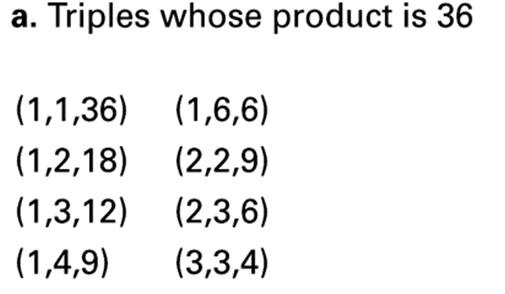 a. Triples whose product is 36
(1,1,36) (1,6,6)
(1,2,18) (2,2,9)
(1,3,12) (2,3,6)
(1,4,9) (3,3,4)